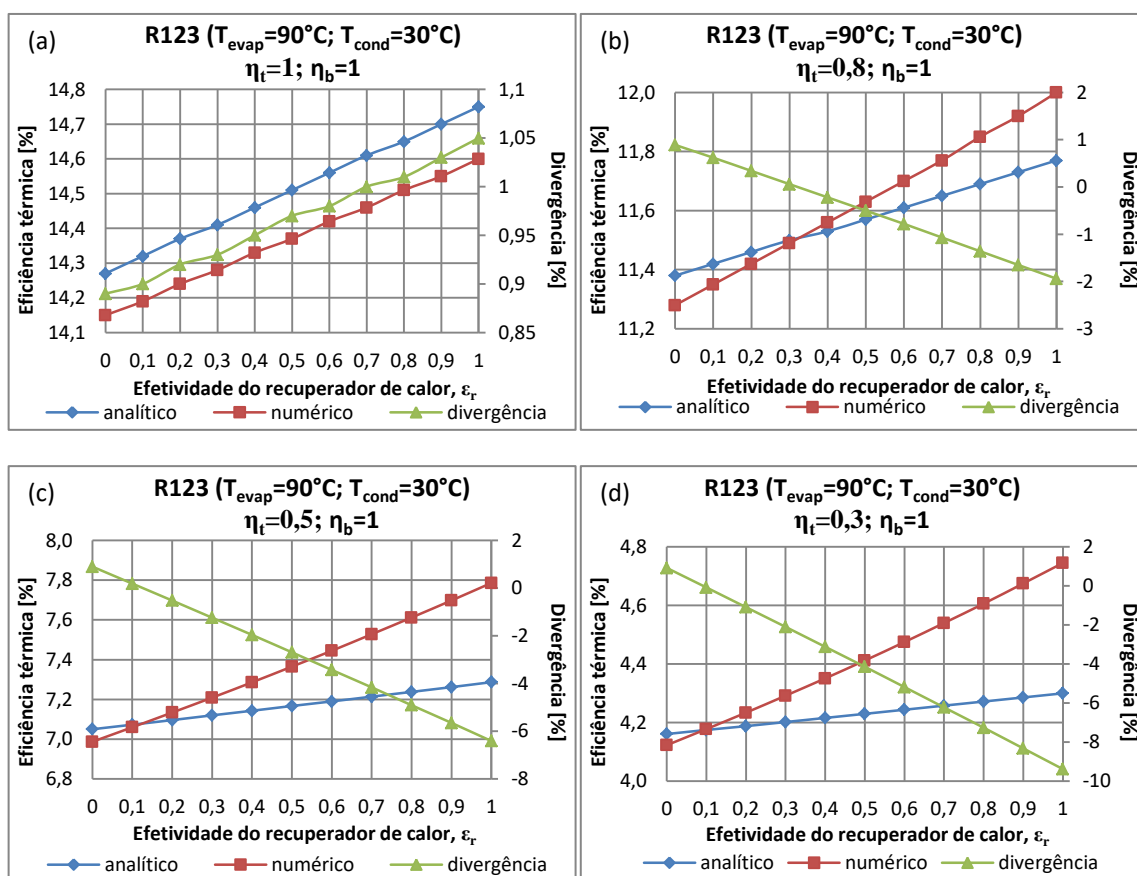 (a)
R123 (Tevap=90°C; Tcond=30°C)
ηt=1; ηb=1
Eficiência térmica [%]
14,8
14,7
14,6
14,5
14,4
14,3
14,2
14,1
1,1
1,05
1
0,95
0,9
0,85
Divergência [%]
0 0,1 0,2 0,3 0,4 0,5 0,6 0,7 0,8 0,9 1
Efetividade do recuperador de calor, εr
analítico numérico divergência
(b)
R123 (Tevap=90°C; Tcond=30°C)
ηt=0,8; ηb=1
Eficiência térmica [%]
12,0
11,8
11,6
11,4
11,2
2
1
0
-1
-2
-3
Divergência [%]
0 0,1 0,2 0,3 0,4 0,5 0,6 0,7 0,8 0,9 1
Efetividade do recuperador de calor, εr
analítico numérico divergência
(c)
R123 (Tevap=90°C; Tcond=30°C)
ηt=0,5; ηb=1
Eficiência térmica [%]
8,0
7,8
7,6
7,4
7,2
7,0
6,8
2
0
-2
-4
-6
-8
Divergência [%]
0 0,1 0,2 0,3 0,4 0,5 0,6 0,7 0,8 0,9 1
Efetividade do recuperador de calor, εr
analítico numérico divergência
(d)
R123 (Tevap=90°C; Tcond=30°C)
ηt=0,3; ηb=1
Eficiência térmica [%]
4,8
4,6
4,4
4,2
4,0
2
0
-2
-4
-6
-8
-10
Divergência [%]
0 0,1 0,2 0,3 0,4 0,5 0,6 0,7 0,8 0,9 1
Efetividade do recuperador de calor, εr
analítico numérico divergência